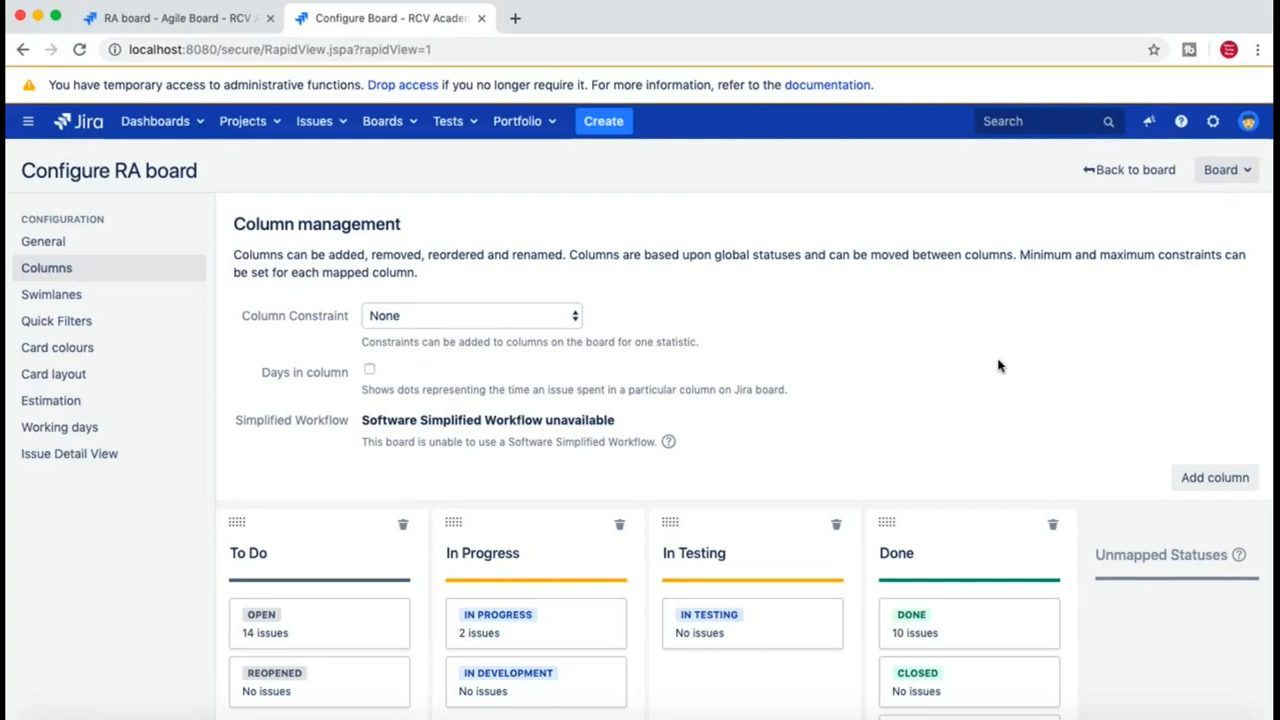 RA board - Agile Board - RCV A
Configure Board - RCV Academ
localhost:8080/secure/RapidView.jspa?rapidView=1
You have temporary access to administrative functions. Drop access if you no longer require it. For more information, refer to the documentation.
Jira Dashboards Projects Issues Boards Tests Portfolio Create Search
Configure RA board
Back to board Board
CONFIGURATION
General
Columns
Swimlanes
Quick Filters
Card colours
Card layout
Estimation
Working days
Issue Detail View
Column management
Columns can be added, removed, reordered and renamed. Columns are based upon global statuses and can be moved between columns. Minimum and maximum constraints can
be set for each mapped column.
Column Constraint None
Constraints can be added to columns on the board for one statistic.
Days in column
Shows dots representing the time an issue spent in a particular column on Jira board.
Simplified Workflow Software Simplified Workflow unavailable
This board is unable to use a Software Simplified Workflow.
Add column
To Do
OPEN
14 issues
REOPENED
No issues
In Progress
IN PROGRESS
2 issues
IN DEVELOPMENT
No issues
In Testing
IN TESTING
No issues
Done
DONE
10 issues
CLOSED
No issues
Unmapped Statuses